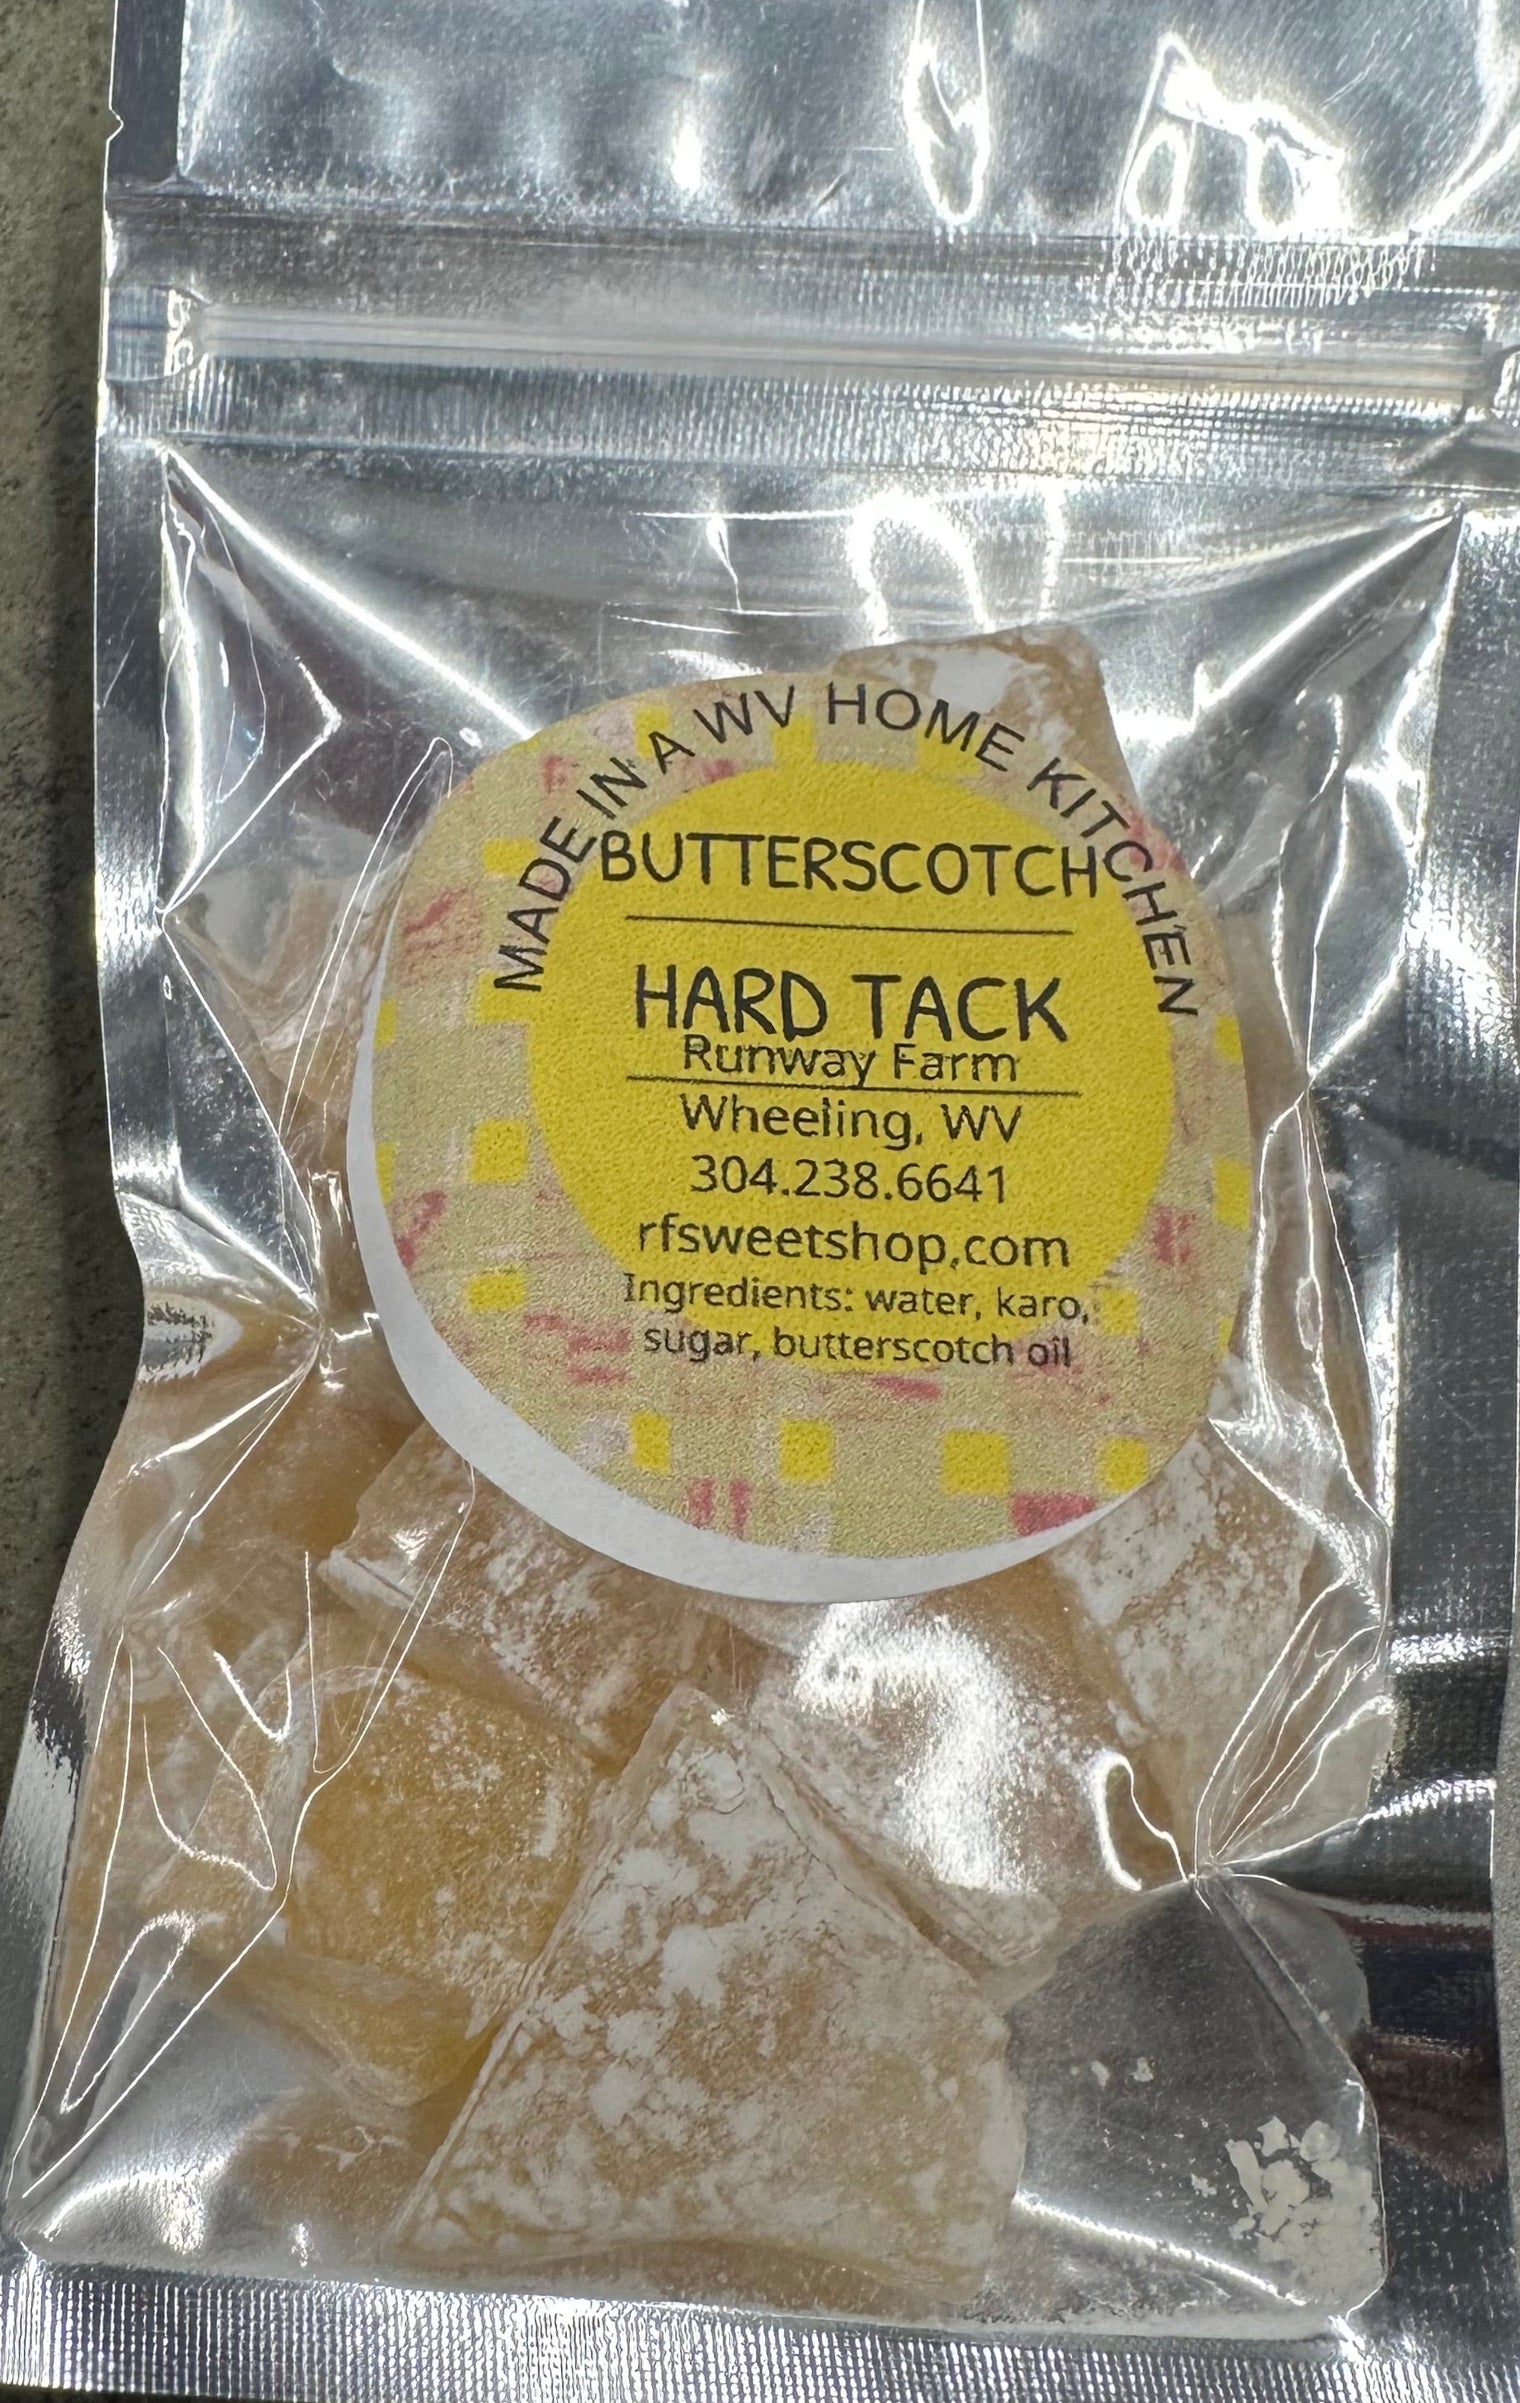 MADE IN A WV HOME KITCHEN
BUTTERSCOTCH
HARD TACK
Runway Farm
Wheeling, WV
304.238.6641
rfsweetshop,com
Ingredients: water, karo,
sugar, butterscotch oil